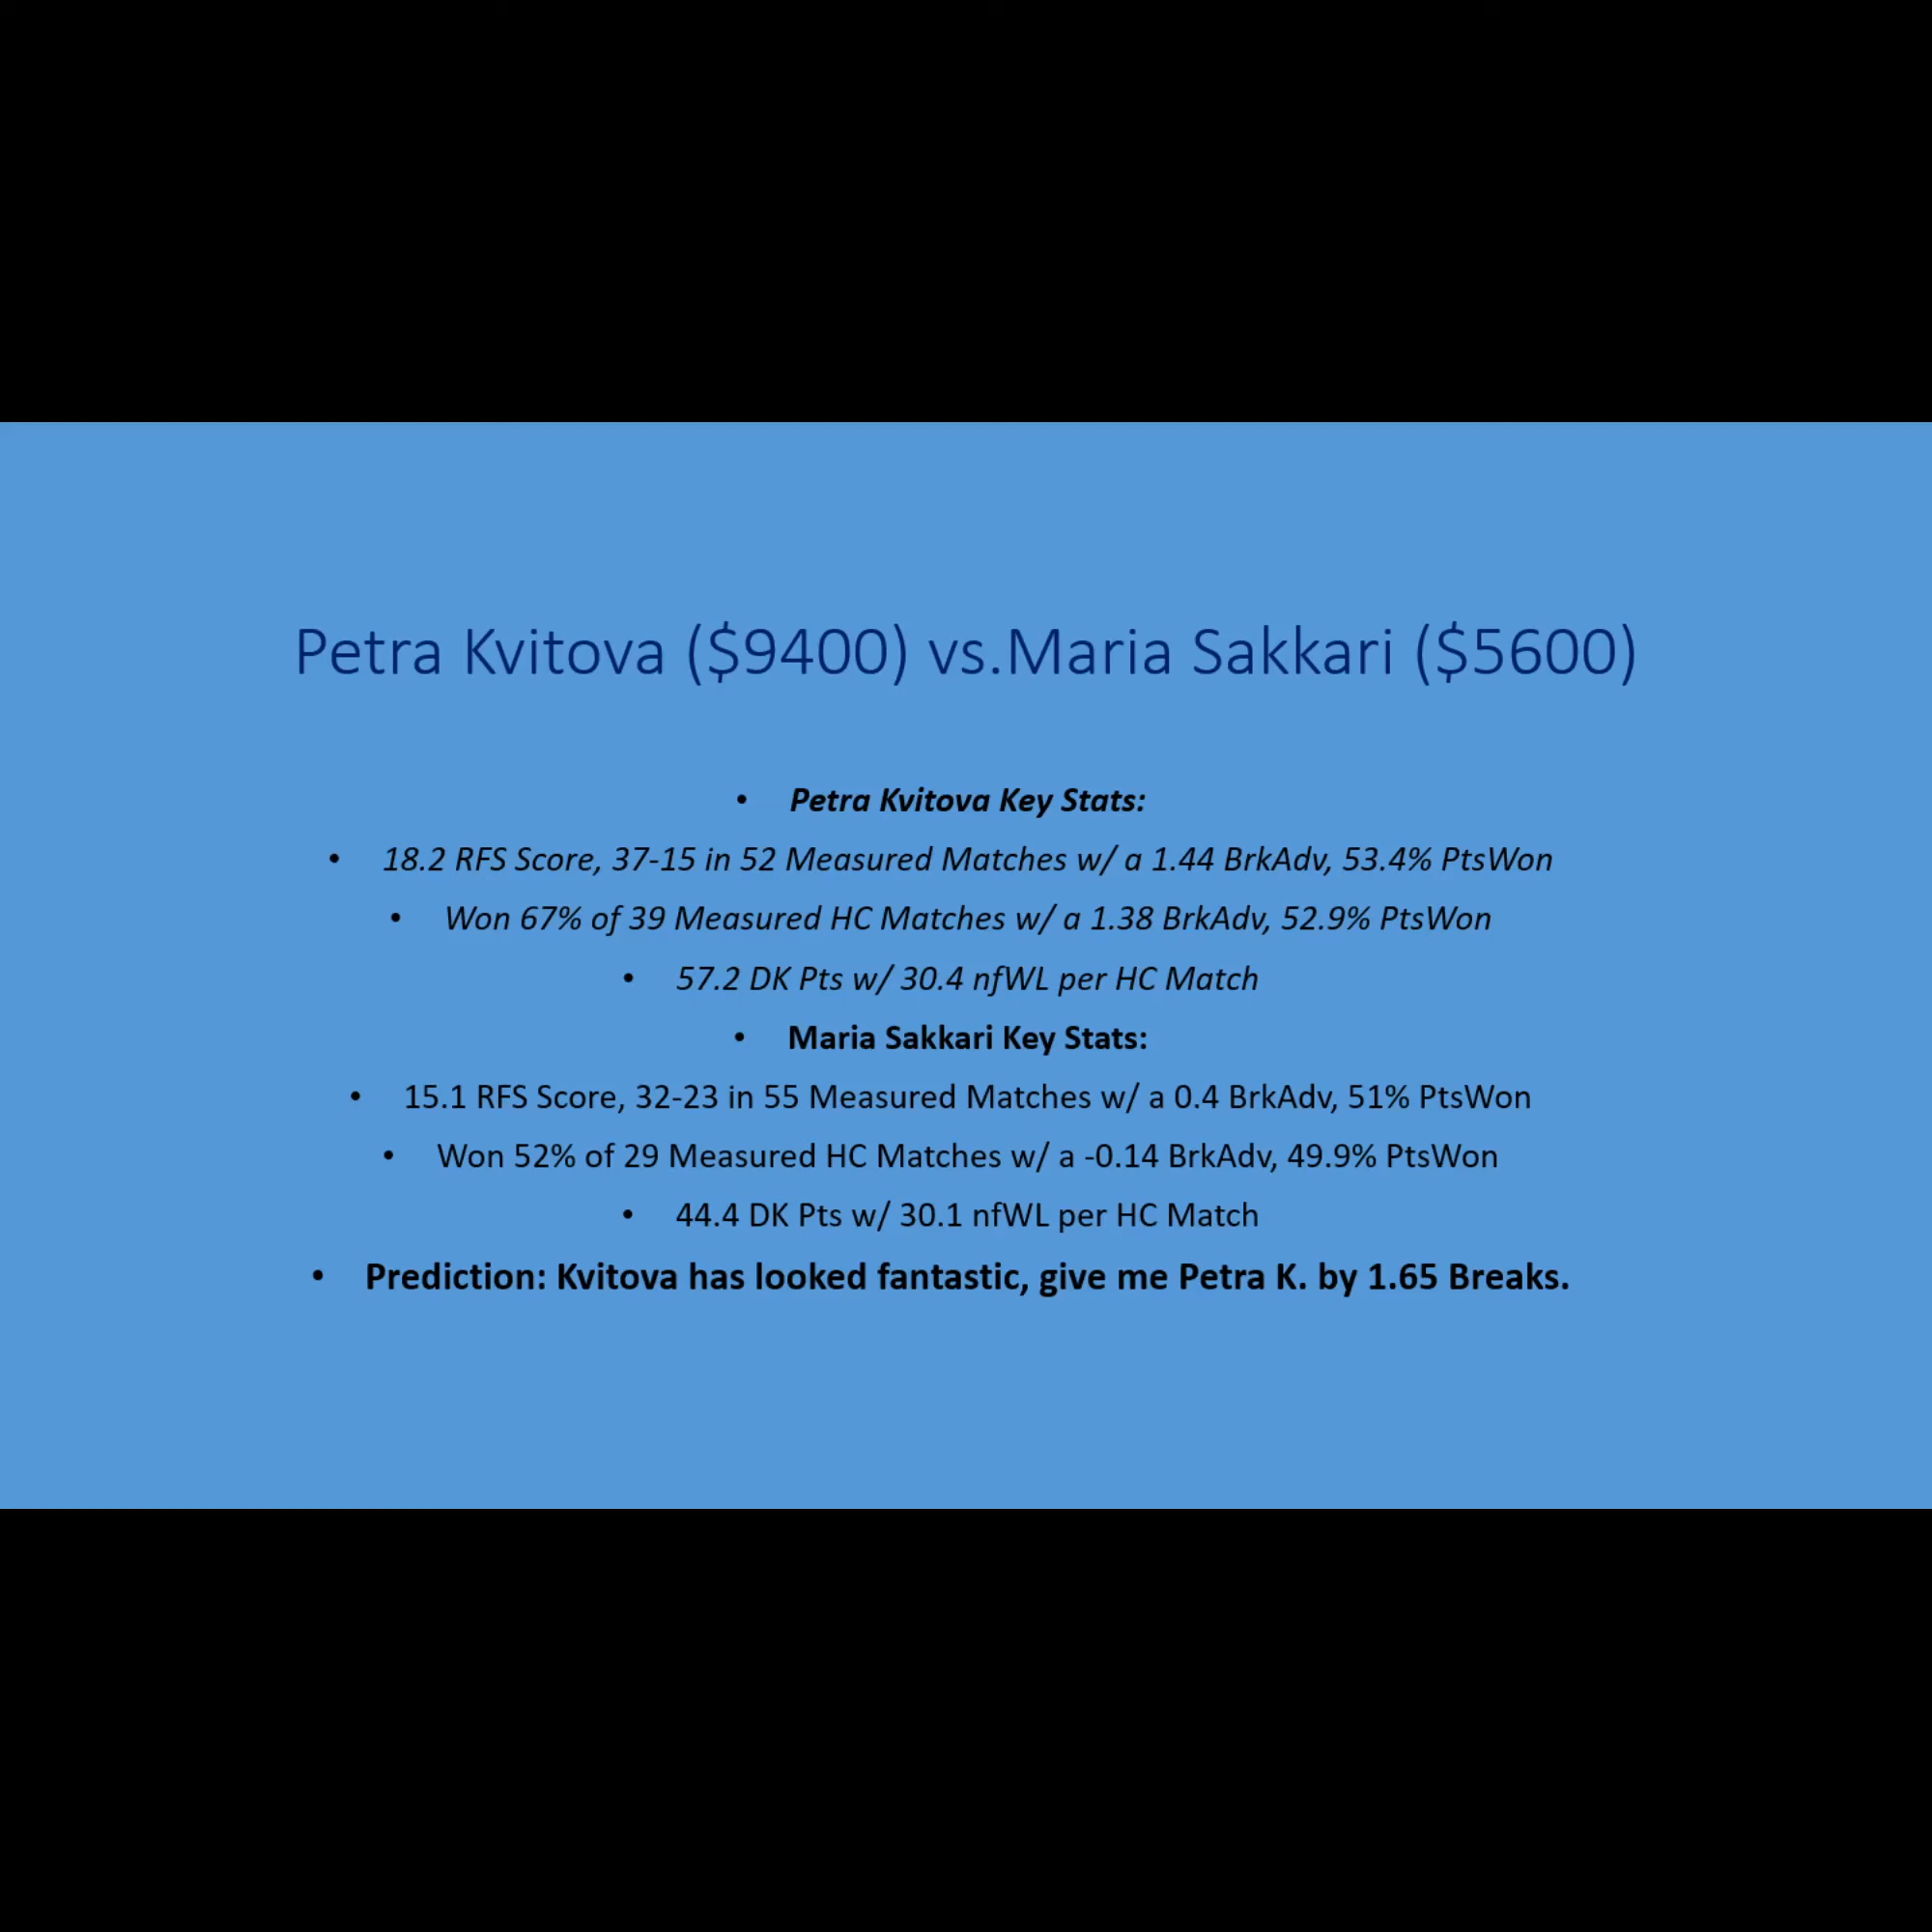 Petra Kvitova ($9400) vs.Maria Sakkari ($5600)
• Petra Kvitova Key Stats:
• 18.2 RFS Score, 37-15 in 52 Measured Matches w/ a 1.44 BrkAdv, 53.4% PtsWon
• Won 67% of 39 Measured HC Matches w/ a 1.38 BrkAdv, 52.9% PtsWon
• 57.2 DK Pts w/ 30.4 nfWL per HC Match
• Maria Sakkari Key Stats:
• 15.1 RFS Score, 32-23 in 55 Measured Matches w/ a 0.4 BrkAdv, 51% PtsWon
• Won 52% of 29 Measured HC Matches w/ a -0.14 BrkAdv, 49.9% PtsWon
• 44.4 DK Pts w/ 30.1 nfWL per HC Match
• Prediction: Kvitova has looked fantastic, give me Petra K. by 1.65 Breaks.